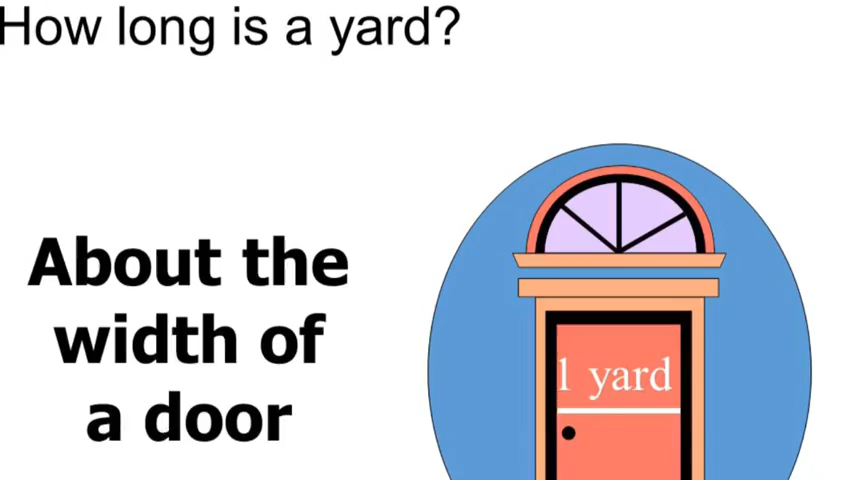 How long is a yard?
About the
width of
a door
1 yard